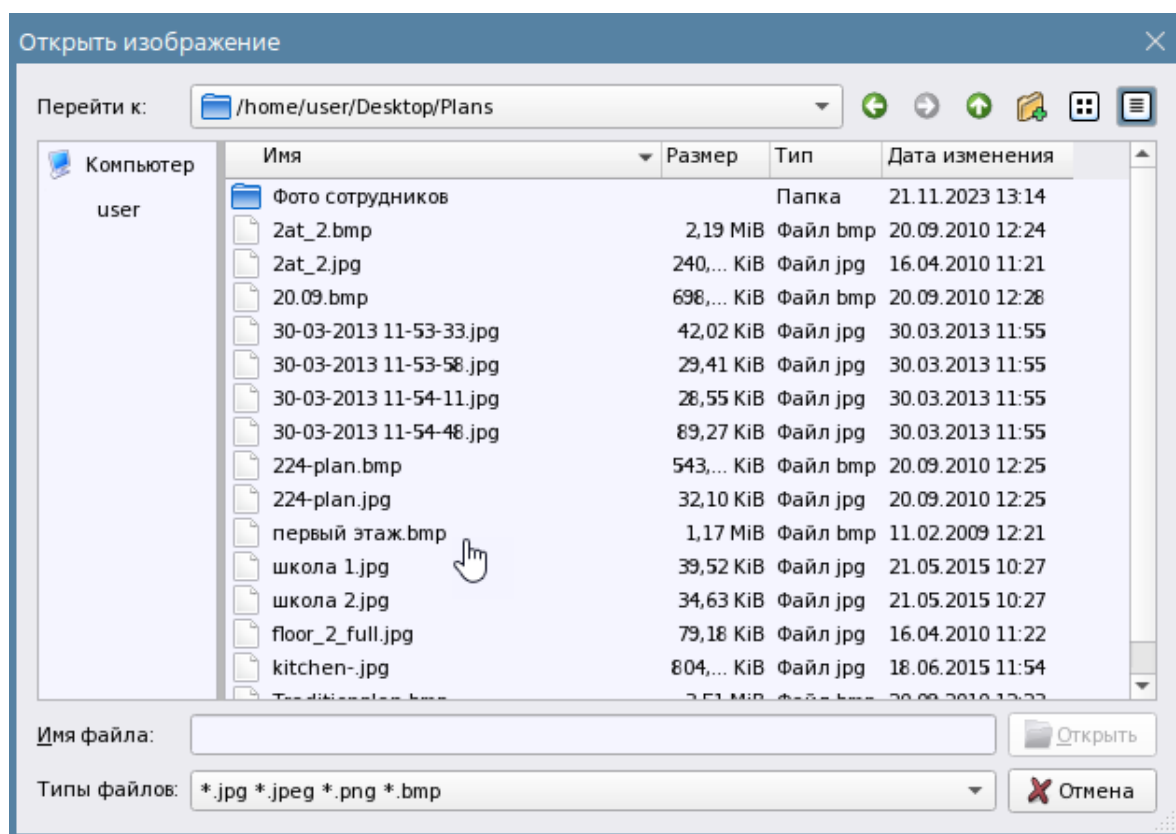 Открыть изображение
Перейти к: /home/user/Desktop/Plans
Компьютер
user
Имя Размер Тип Дата изменения
Фото сотрудников Папка 21.11.2023 13:14
2at_2.bmp 2,19 MiB Файл bmp 20.09.2010 12:24
2at_2.jpg 240,... KiB Файл jpg 16.04.2010 11:21
20.09.bmp 698,... KiB Файл bmp 20.09.2010 12:28
30-03-2013 11-53-33.jpg 42,02 KiB Файл jpg 30.03.2013 11:55
30-03-2013 11-53-58.jpg 29,41 KiB Файл jpg 30.03.2013 11:55
30-03-2013 11-54-11.jpg 28,55 KiB Файл jpg 30.03.2013 11:55
30-03-2013 11-54-48.jpg 89,27 KiB Файл jpg 30.03.2013 11:55
224-plan.bmp 543,... KiB Файл bmp 20.09.2010 12:25
224-plan.jpg 32,10 KiB Файл jpg 20.09.2010 12:25
первый этаж.bmp 1,17 MiB Файл bmp 11.02.2009 12:21
школа 1.jpg 39,52 KiB Файл jpg 21.05.2015 10:27
школа 2.jpg 34,63 KiB Файл jpg 21.05.2015 10:27
floor_2_full.jpg 79,18 KiB Файл jpg 16.04.2010 11:22
kitchen-.jpg 804,... KiB Файл jpg 18.06.2015 11:54
Имя файла: Открыть
Типы файлов: *.jpg *.jpeg *.png *.bmp Отмена